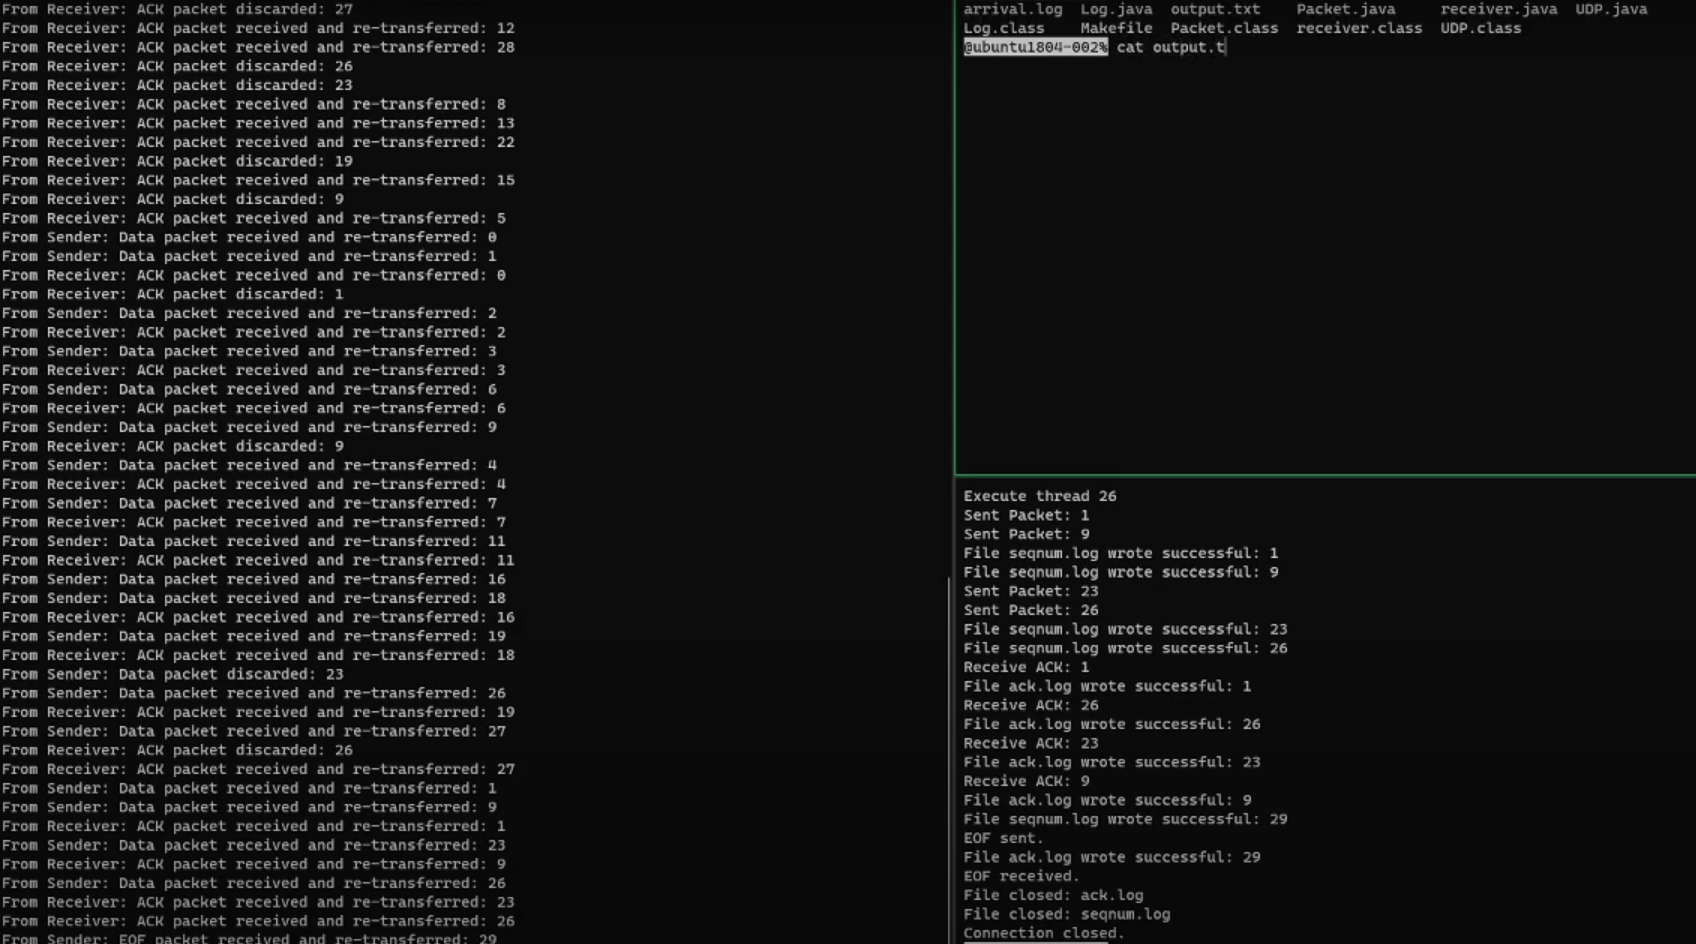 From Receiver: ACK packet discarded: 27
From Receiver: ACK packet received and re-transferred: 12
From Receiver: ACK packet received and re-transferred: 28
From Receiver: ACK packet discarded: 26
From Receiver: ACK packet discarded: 23
From Receiver: ACK packet received and re-transferred: 8
From Receiver: ACK packet received and re-transferred: 13
From Receiver: ACK packet received and re-transferred: 22
From Receiver: ACK packet discarded: 19
From Receiver: ACK packet received and re-transferred: 15
From Receiver: ACK packet discarded: 9
From Receiver: ACK packet received and re-transferred: 5
From Sender: Data packet received and re-transferred: 0
From Sender: Data packet received and re-transferred: 1
From Receiver: ACK packet received and re-transferred: 0
From Receiver: ACK packet discarded: 1
From Sender: Data packet received and re-transferred: 2
From Receiver: ACK packet received and re-transferred: 2
From Sender: Data packet received and re-transferred: 3
From Receiver: ACK packet received and re-transferred: 3
From Sender: Data packet received and re-transferred: 6
From Receiver: ACK packet received and re-transferred: 6
From Sender: Data packet received and re-transferred: 9
From Receiver: ACK packet discarded: 9
From Sender: Data packet received and re-transferred: 4
From Receiver: ACK packet received and re-transferred: 4
From Sender: Data packet received and re-transferred: 7
From Receiver: ACK packet received and re-transferred: 7
From Sender: Data packet received and re-transferred: 11
From Receiver: ACK packet received and re-transferred: 11
From Sender: Data packet received and re-transferred: 16
From Sender: Data packet received and re-transferred: 18
From Receiver: ACK packet received and re-transferred: 16
From Sender: Data packet received and re-transferred: 19
From Receiver: ACK packet received and re-transferred: 18
From Sender: Data packet discarded: 23
From Sender: Data packet received and re-transferred: 26
From Receiver: ACK packet received and re-transferred: 19
From Sender: Data packet received and re-transferred: 27
From Receiver: ACK packet discarded: 26
From Receiver: ACK packet received and re-transferred: 27
From Sender: Data packet received and re-transferred: 1
From Sender: Data packet received and re-transferred: 9
From Receiver: ACK packet received and re-transferred: 1
From Sender: Data packet received and re-transferred: 23
From Receiver: ACK packet received and re-transferred: 9
From Sender: Data packet received and re-transferred: 26
From Receiver: ACK packet received and re-transferred: 23
From Receiver: ACK packet received and re-transferred: 26
From Sender: EOF packet received and re-transferred: 29
arrival.log Log.java output.txt Packet.java receiver.java UDP.java
Log.class Makefile Packet.class receiver.class UDP.class
@ubuntu1804-002% cat output.t
Execute thread 26
Sent Packet: 1
Sent Packet: 9
File seqnum.log wrote successful: 1
File seqnum.log wrote successful: 9
Sent Packet: 23
Sent Packet: 26
File seqnum.log wrote successful: 23
File seqnum.log wrote successful: 26
Receive ACK: 1
File ack.log wrote successful: 1
Receive ACK: 26
File ack.log wrote successful: 26
Receive ACK: 23
File ack.log wrote successful: 23
Receive ACK: 9
File ack.log wrote successful: 9
File seqnum.log wrote successful: 29
EOF sent.
File ack.log wrote successful: 29
EOF received.
File closed: ack.log
File closed: seqnum.log
Connection closed.